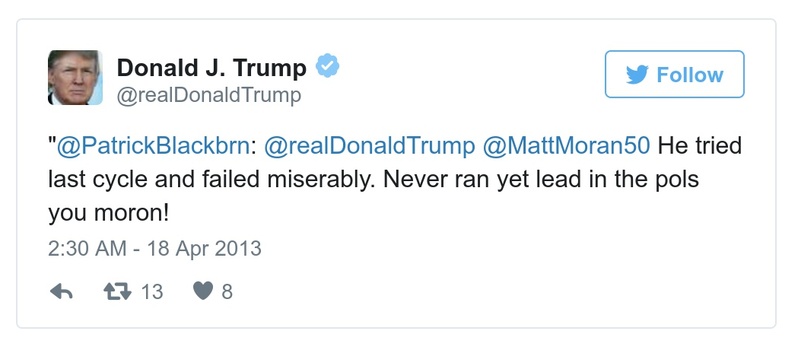 Donald J. Trump
@realDonaldTrump
Follow
"@PatrickBlackbrn: @realDonaldTrump @MattMoran50 He tried
last cycle and failed miserably. Never ran yet lead in the pols
you moron!
2:30 AM - 18 Apr 2013
13 8